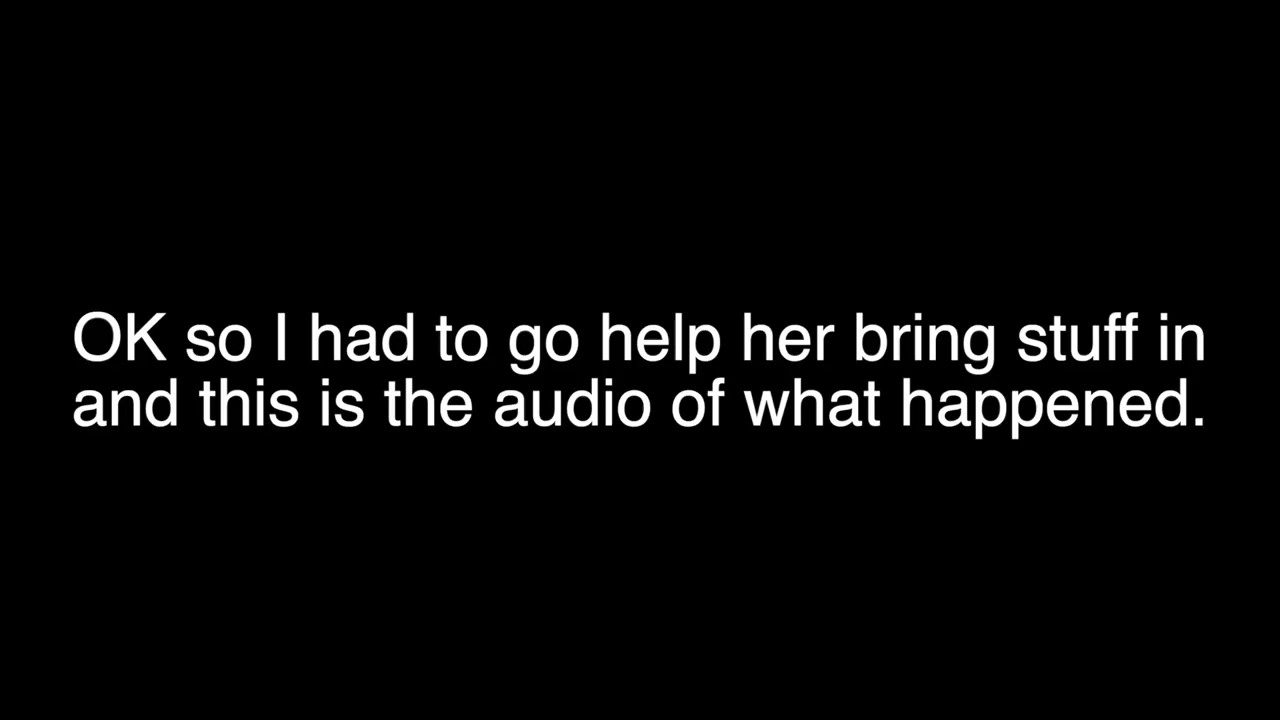 OK so I had to go help her bring stuff in
and this is the audio of what happened.